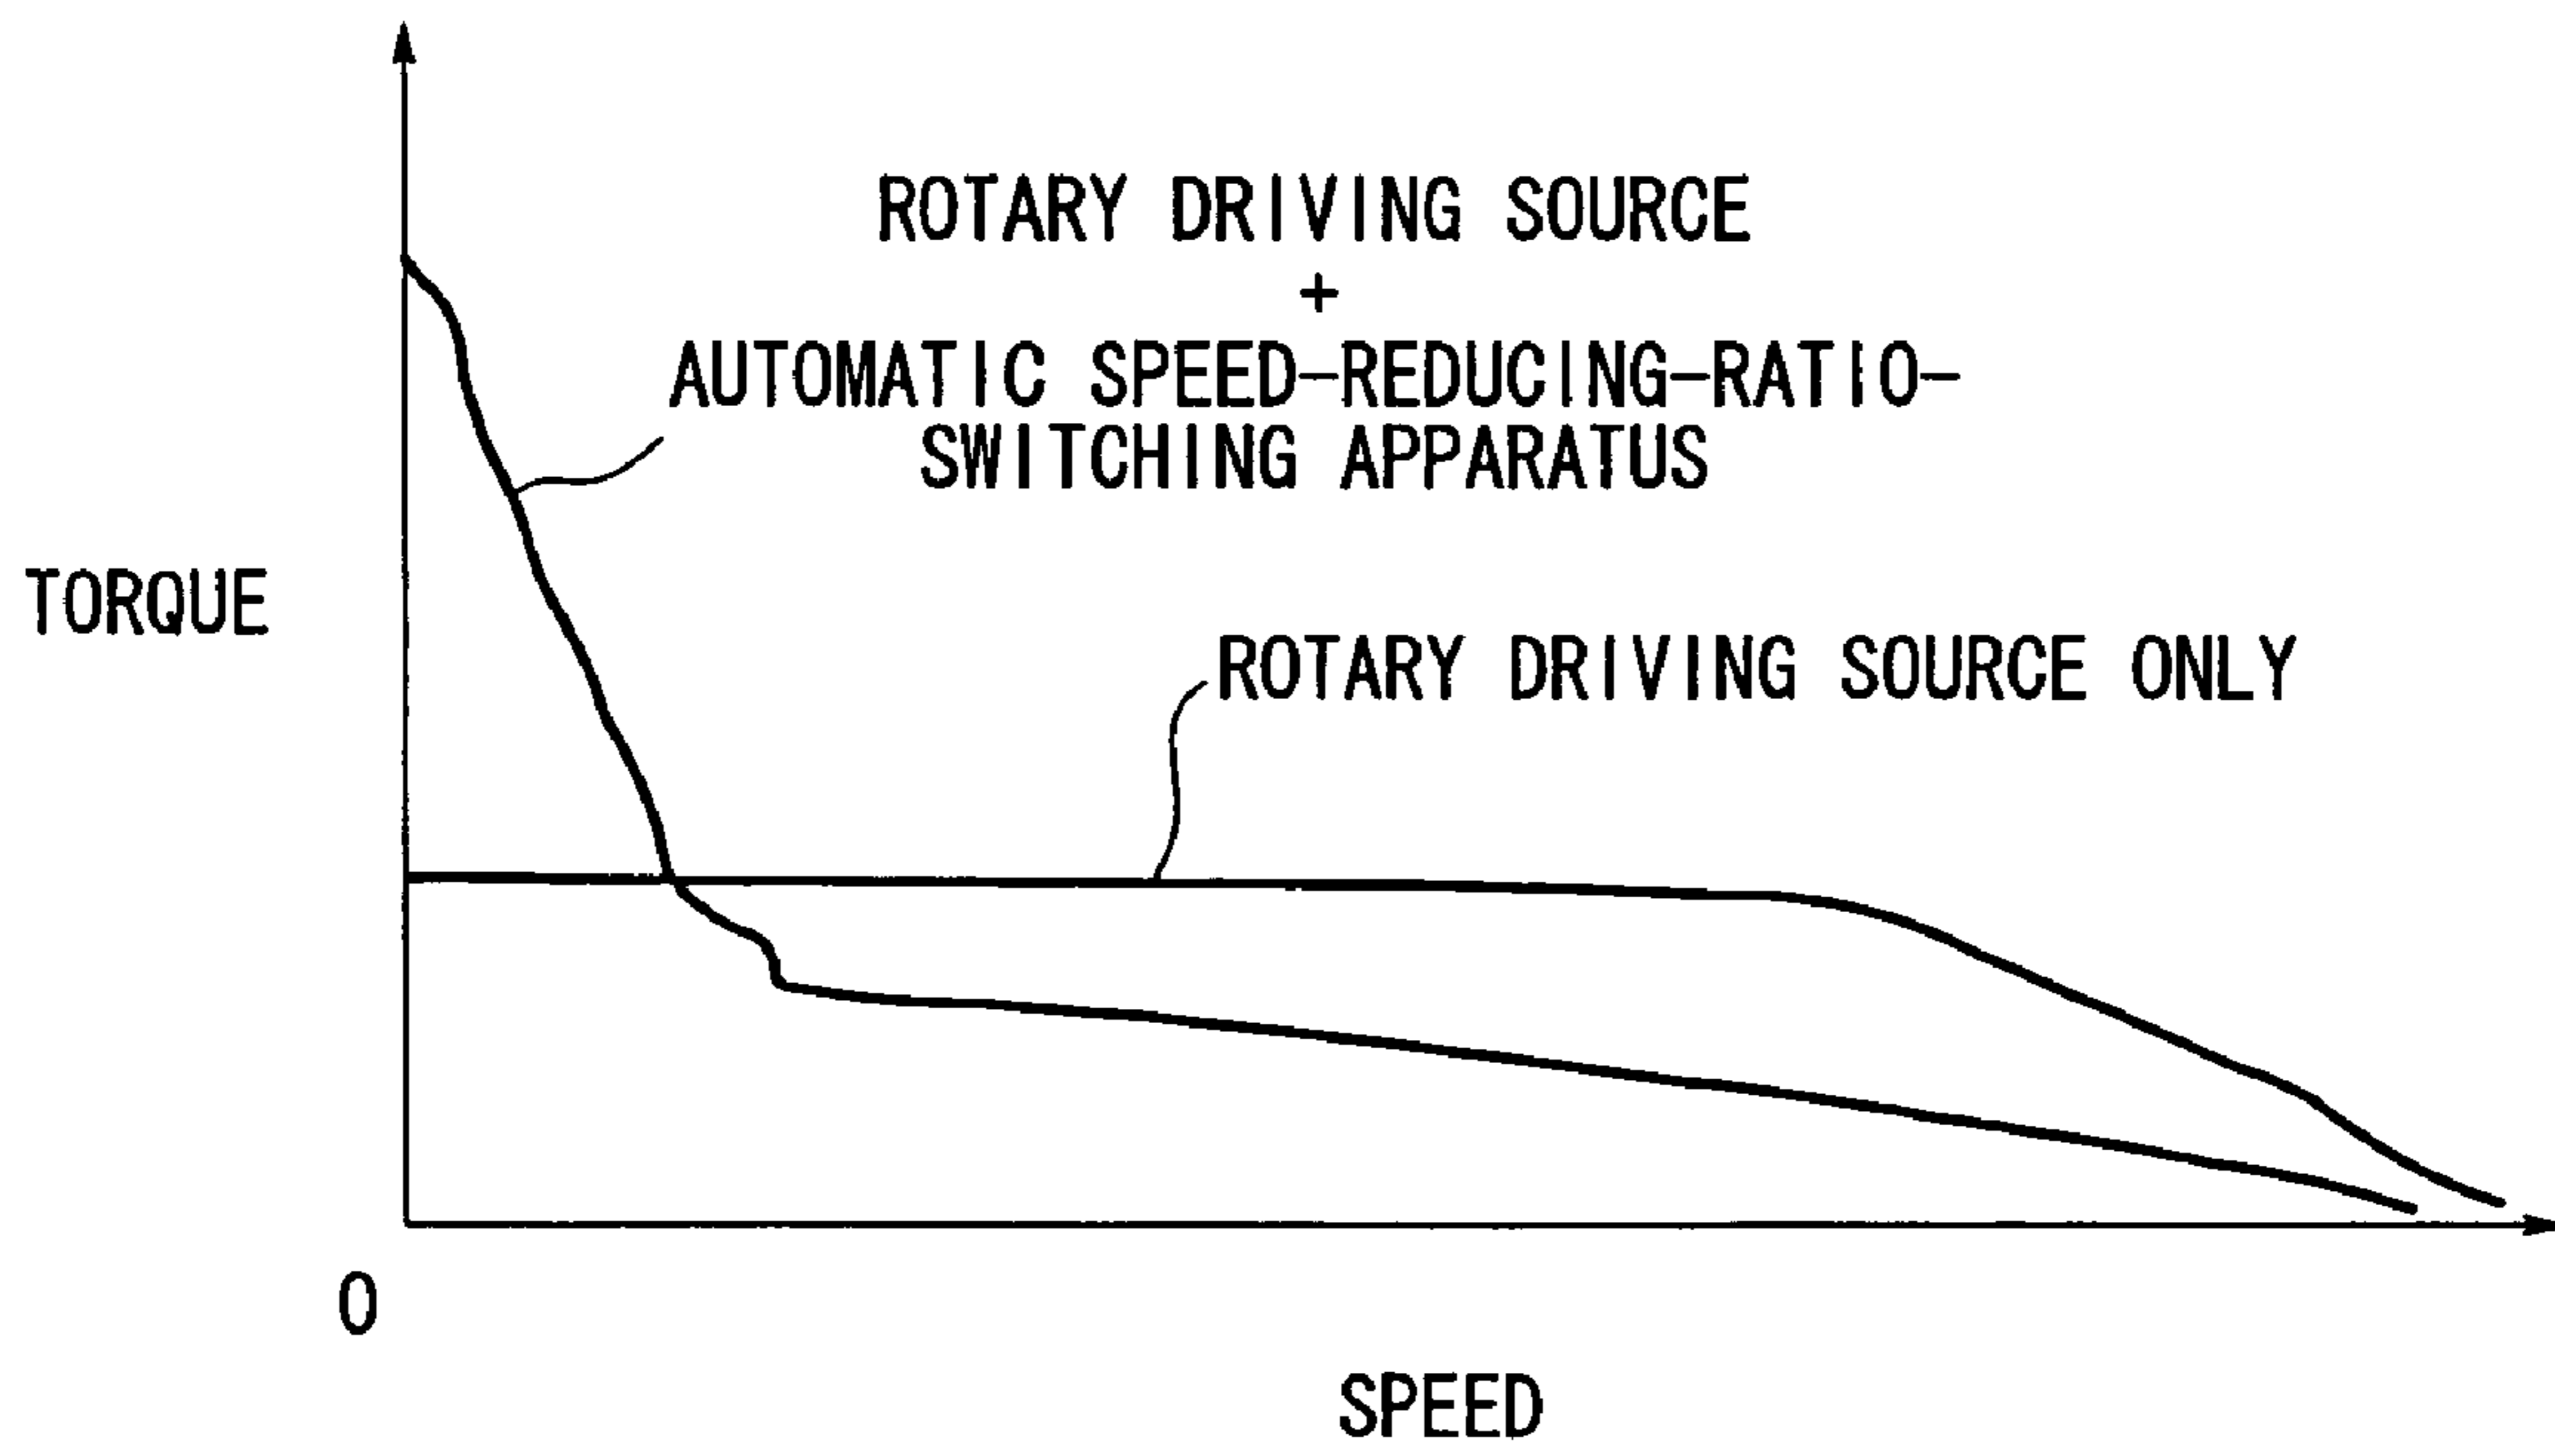 ROTARY DRIVING SOURCE
+
AUTOMATIC SPEED-REDUCING-RATIO-
SWITCHING APPARATUS
TORQUE
ROTARY DRIVING SOURCE ONLY
0
SPEED